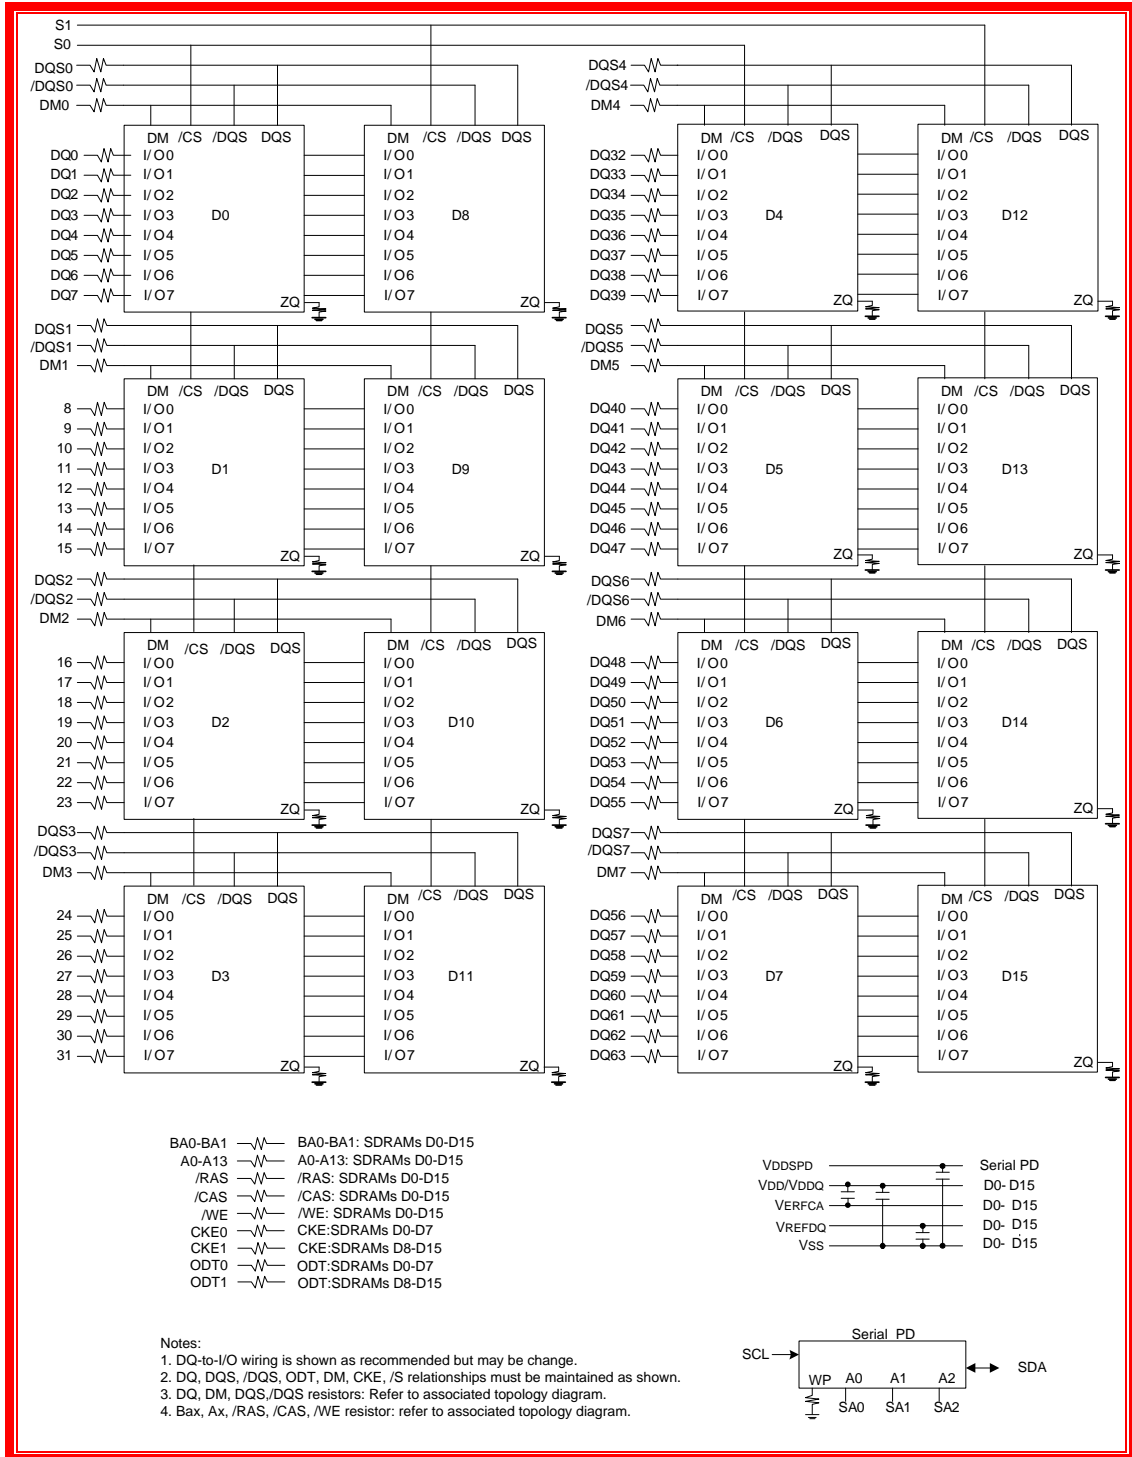 S1
S0
DQS0
/DQS0
DM0
DM /CS /DQS DQS
DM /CS /DQS DQS
DQ0 I/O0 I/O0
DQ1 I/O1 I/O1
DQ2 I/O2 I/O2
DQ3 I/O3 D0 I/O3 D8
DQ4 I/O4 I/O4
DQ5 I/O5 I/O5
DQ6 I/O6 I/O6
DQ7 I/O7 I/O7
ZQ ZQ
DQS4
/DQS4
DM4
DM /CS /DQS DQS
DM /CS /DQS DQS
DQ32 I/O0 I/O0
DQ33 I/O1 I/O1
DQ34 I/O2 I/O2
DQ35 I/O3 D4 I/O3 D12
DQ36 I/O4 I/O4
DQ37 I/O5 I/O5
DQ38 I/O6 I/O6
DQ39 I/O7 I/O7
ZQ ZQ
DQS1
/DQS1
DM1
DM /CS /DQS DQS
DM /CS /DQS DQS
8 I/O0 I/O0
9 I/O1 I/O1
10 I/O2 I/O2
11 I/O3 D1 I/O3 D9
12 I/O4 I/O4
13 I/O5 I/O5
14 I/O6 I/O6
15 I/O7 I/O7
ZQ ZQ
DQS5
/DQS5
DM5
DM /CS /DQS DQS
DM /CS /DQS DQS
DQ40 I/O0 I/O0
DQ41 I/O1 I/O1
DQ42 I/O2 I/O2
DQ43 I/O3 D5 I/O3 D13
DQ44 I/O4 I/O4
DQ45 I/O5 I/O5
DQ46 I/O6 I/O6
DQ47 I/O7 I/O7
ZQ ZQ
DQS2
/DQS2
DM2
DM /CS /DQS DQS
DM /CS /DQS DQS
16 I/O0 I/O0
17 I/O1 I/O1
18 I/O2 I/O2
19 I/O3 D2 I/O3 D10
20 I/O4 I/O4
21 I/O5 I/O5
22 I/O6 I/O6
23 I/O7 I/O7
ZQ ZQ
DQS6
/DQS6
DM6
DM /CS /DQS DQS
DM /CS /DQS DQS
DQ48 I/O0 I/O0
DQ49 I/O1 I/O1
DQ50 I/O2 I/O2
DQ51 I/O3 D6 I/O3 D14
DQ52 I/O4 I/O4
DQ53 I/O5 I/O5
DQ54 I/O6 I/O6
DQ55 I/O7 I/O7
ZQ ZQ
DQS3
/DQS3
DM3
DM /CS /DQS DQS
DM /CS /DQS DQS
24 I/O0 I/O0
25 I/O1 I/O1
26 I/O2 I/O2
27 I/O3 D3 I/O3 D11
28 I/O4 I/O4
29 I/O5 I/O5
30 I/O6 I/O6
31 I/O7 I/O7
ZQ ZQ
DQS7
/DQS7
DM7
DM /CS /DQS DQS
DM /CS /DQS DQS
DQ56 I/O0 I/O0
DQ57 I/O1 I/O1
DQ58 I/O2 I/O2
DQ59 I/O3 D7 I/O3 D15
DQ60 I/O4 I/O4
DQ61 I/O5 I/O5
DQ62 I/O6 I/O6
DQ63 I/O7 I/O7
ZQ ZQ
BA0-BA1 BA0-BA1: SDRAMs D0-D15
A0-A13 A0-A13: SDRAMs D0-D15
/RAS /RAS: SDRAMs D0-D15
/CAS /CAS: SDRAMs D0-D15
/WE /WE: SDRAMs D0-D15
CKE0 CKE:SDRAMs D0-D7
CKE1 CKE:SDRAMs D8-D15
ODT0 ODT:SDRAMs D0-D7
ODT1 ODT:SDRAMs D8-D15
VDDSPD Serial PD
VDD/VDDQ D0- D15
VERFCA D0- D15
VREFDQ D0- D15
VSS D0- D15
Notes:
1. DQ-to-I/O wiring is shown as recommended but may be change.
2. DQ, DQS, /DQS, ODT, DM, CKE, /S relationships must be maintained as shown.
3. DQ, DM, DQS,/DQS resistors: Refer to associated topology diagram.
4. Bax, Ax, /RAS, /CAS, /WE resistor: refer to associated topology diagram.
Serial PD
SCL SDA
WP A0 A1 A2
SA0 SA1 SA2